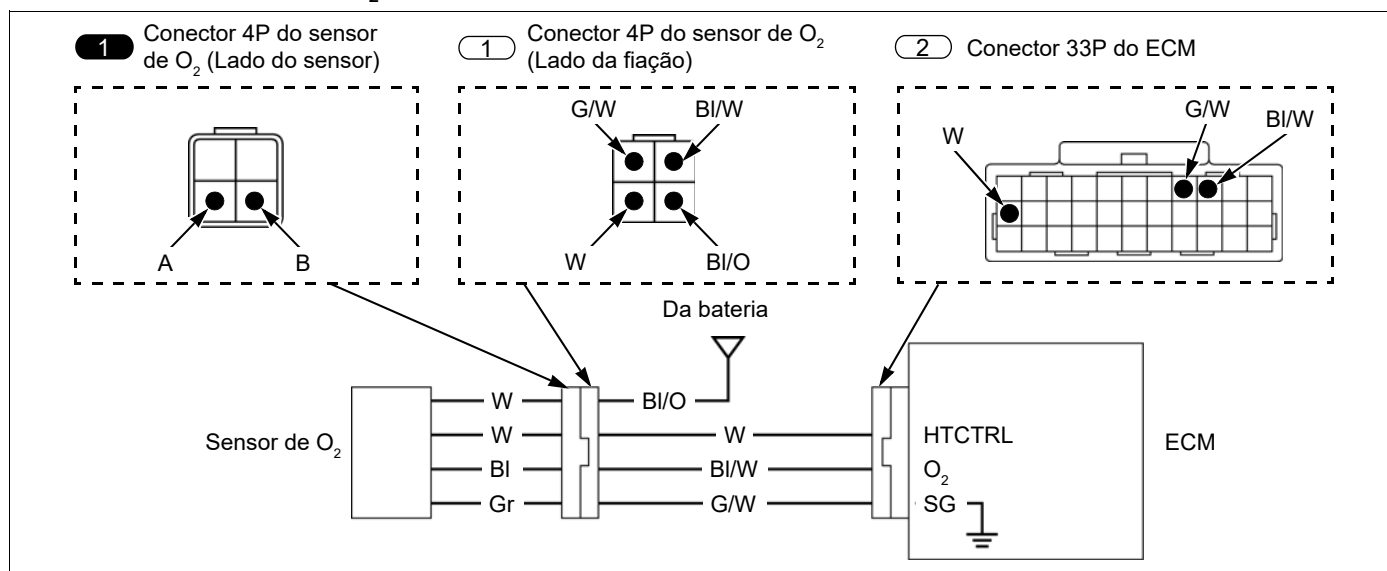 1 Conector 4P do sensor
de O₂ (Lado do sensor)
1 Conector 4P do sensor de O₂
(Lado da fiação)
2 Conector 33P do ECM
A
B
G/W
Bl/W
W
Bl/O
W
G/W
Bl/W
Da bateria
Sensor de O₂
W
Bl/O
W
W
HTCTRL
Bl
Bl/W
O₂
Gr
G/W
SG
ECM